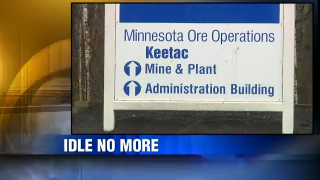 Minnesota Ore Operations
Keetac
Mine & Plant
Administration Building
IDLE NO MORE